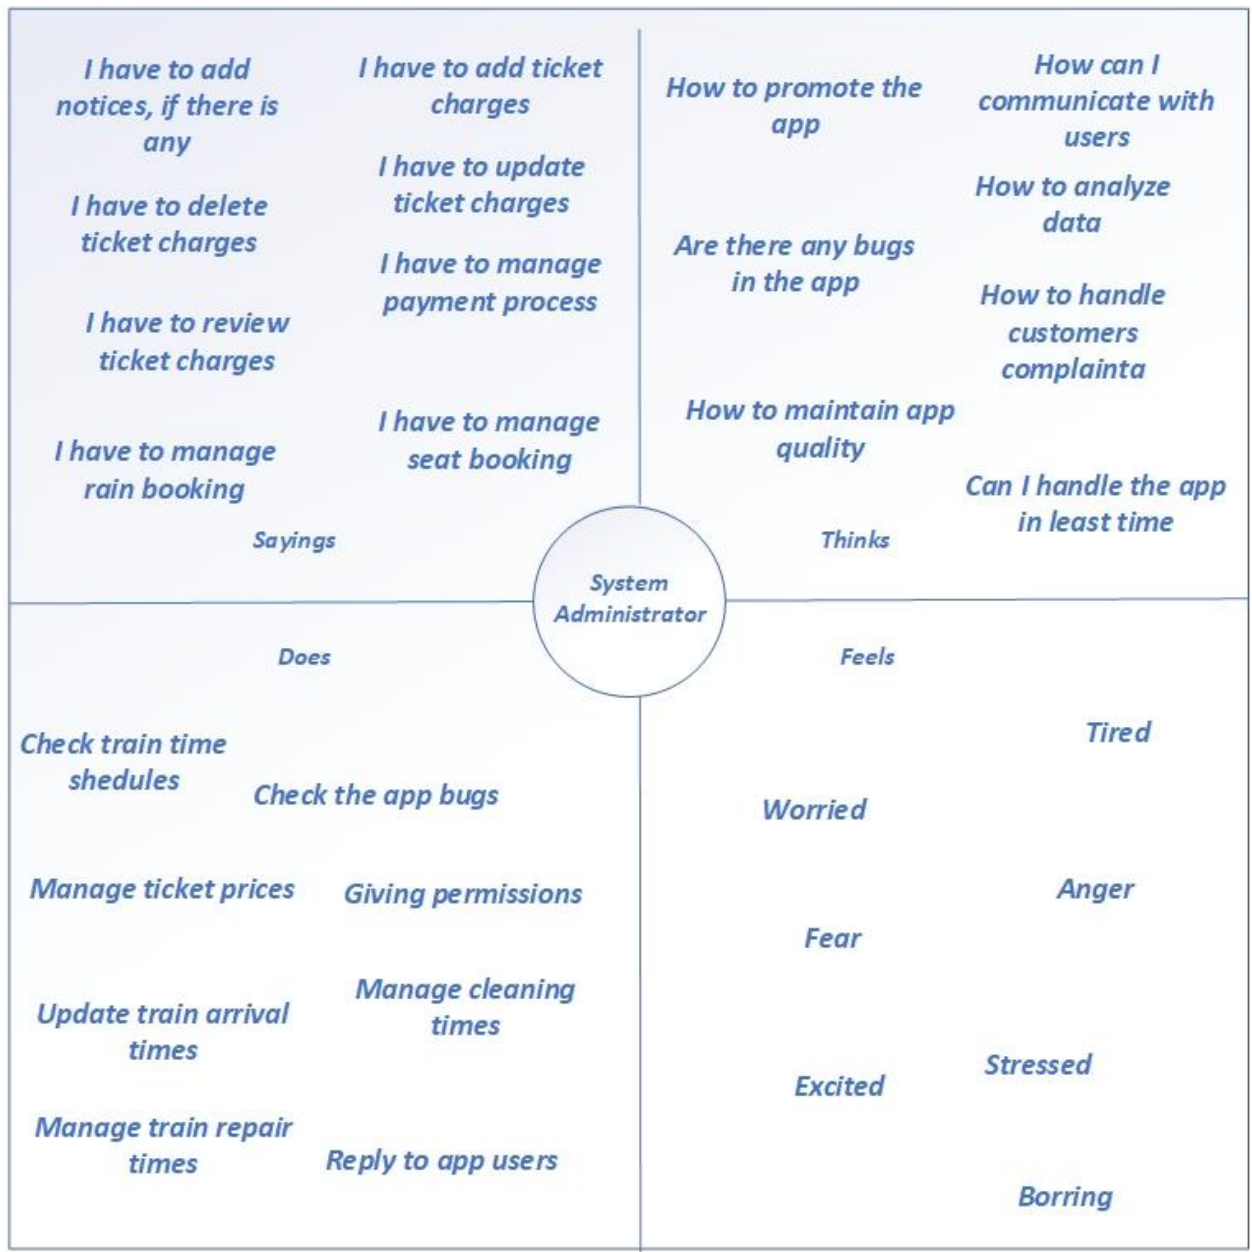 I have to add
notices, if there is
any
I have to add ticket
charges
I have to delete
ticket charges
I have to update
ticket charges
I have to review
ticket charges
I have to manage
payment process
I have to manage
rain booking
I have to manage
seat booking
Sayings
How to promote the
app
How can I
communicate with
users
How to analyze
data
Are there any bugs
in the app
How to handle
customers
complainta
How to maintain app
quality
Can I handle the app
in least time
Thinks
System
Administrator
Does
Check train time
shedules
Check the app bugs
Manage ticket prices
Giving permissions
Update train arrival
times
Manage cleaning
times
Manage train repair
times
Reply to app users
Feels
Tired
Worried
Anger
Fear
Stressed
Excited
Borring